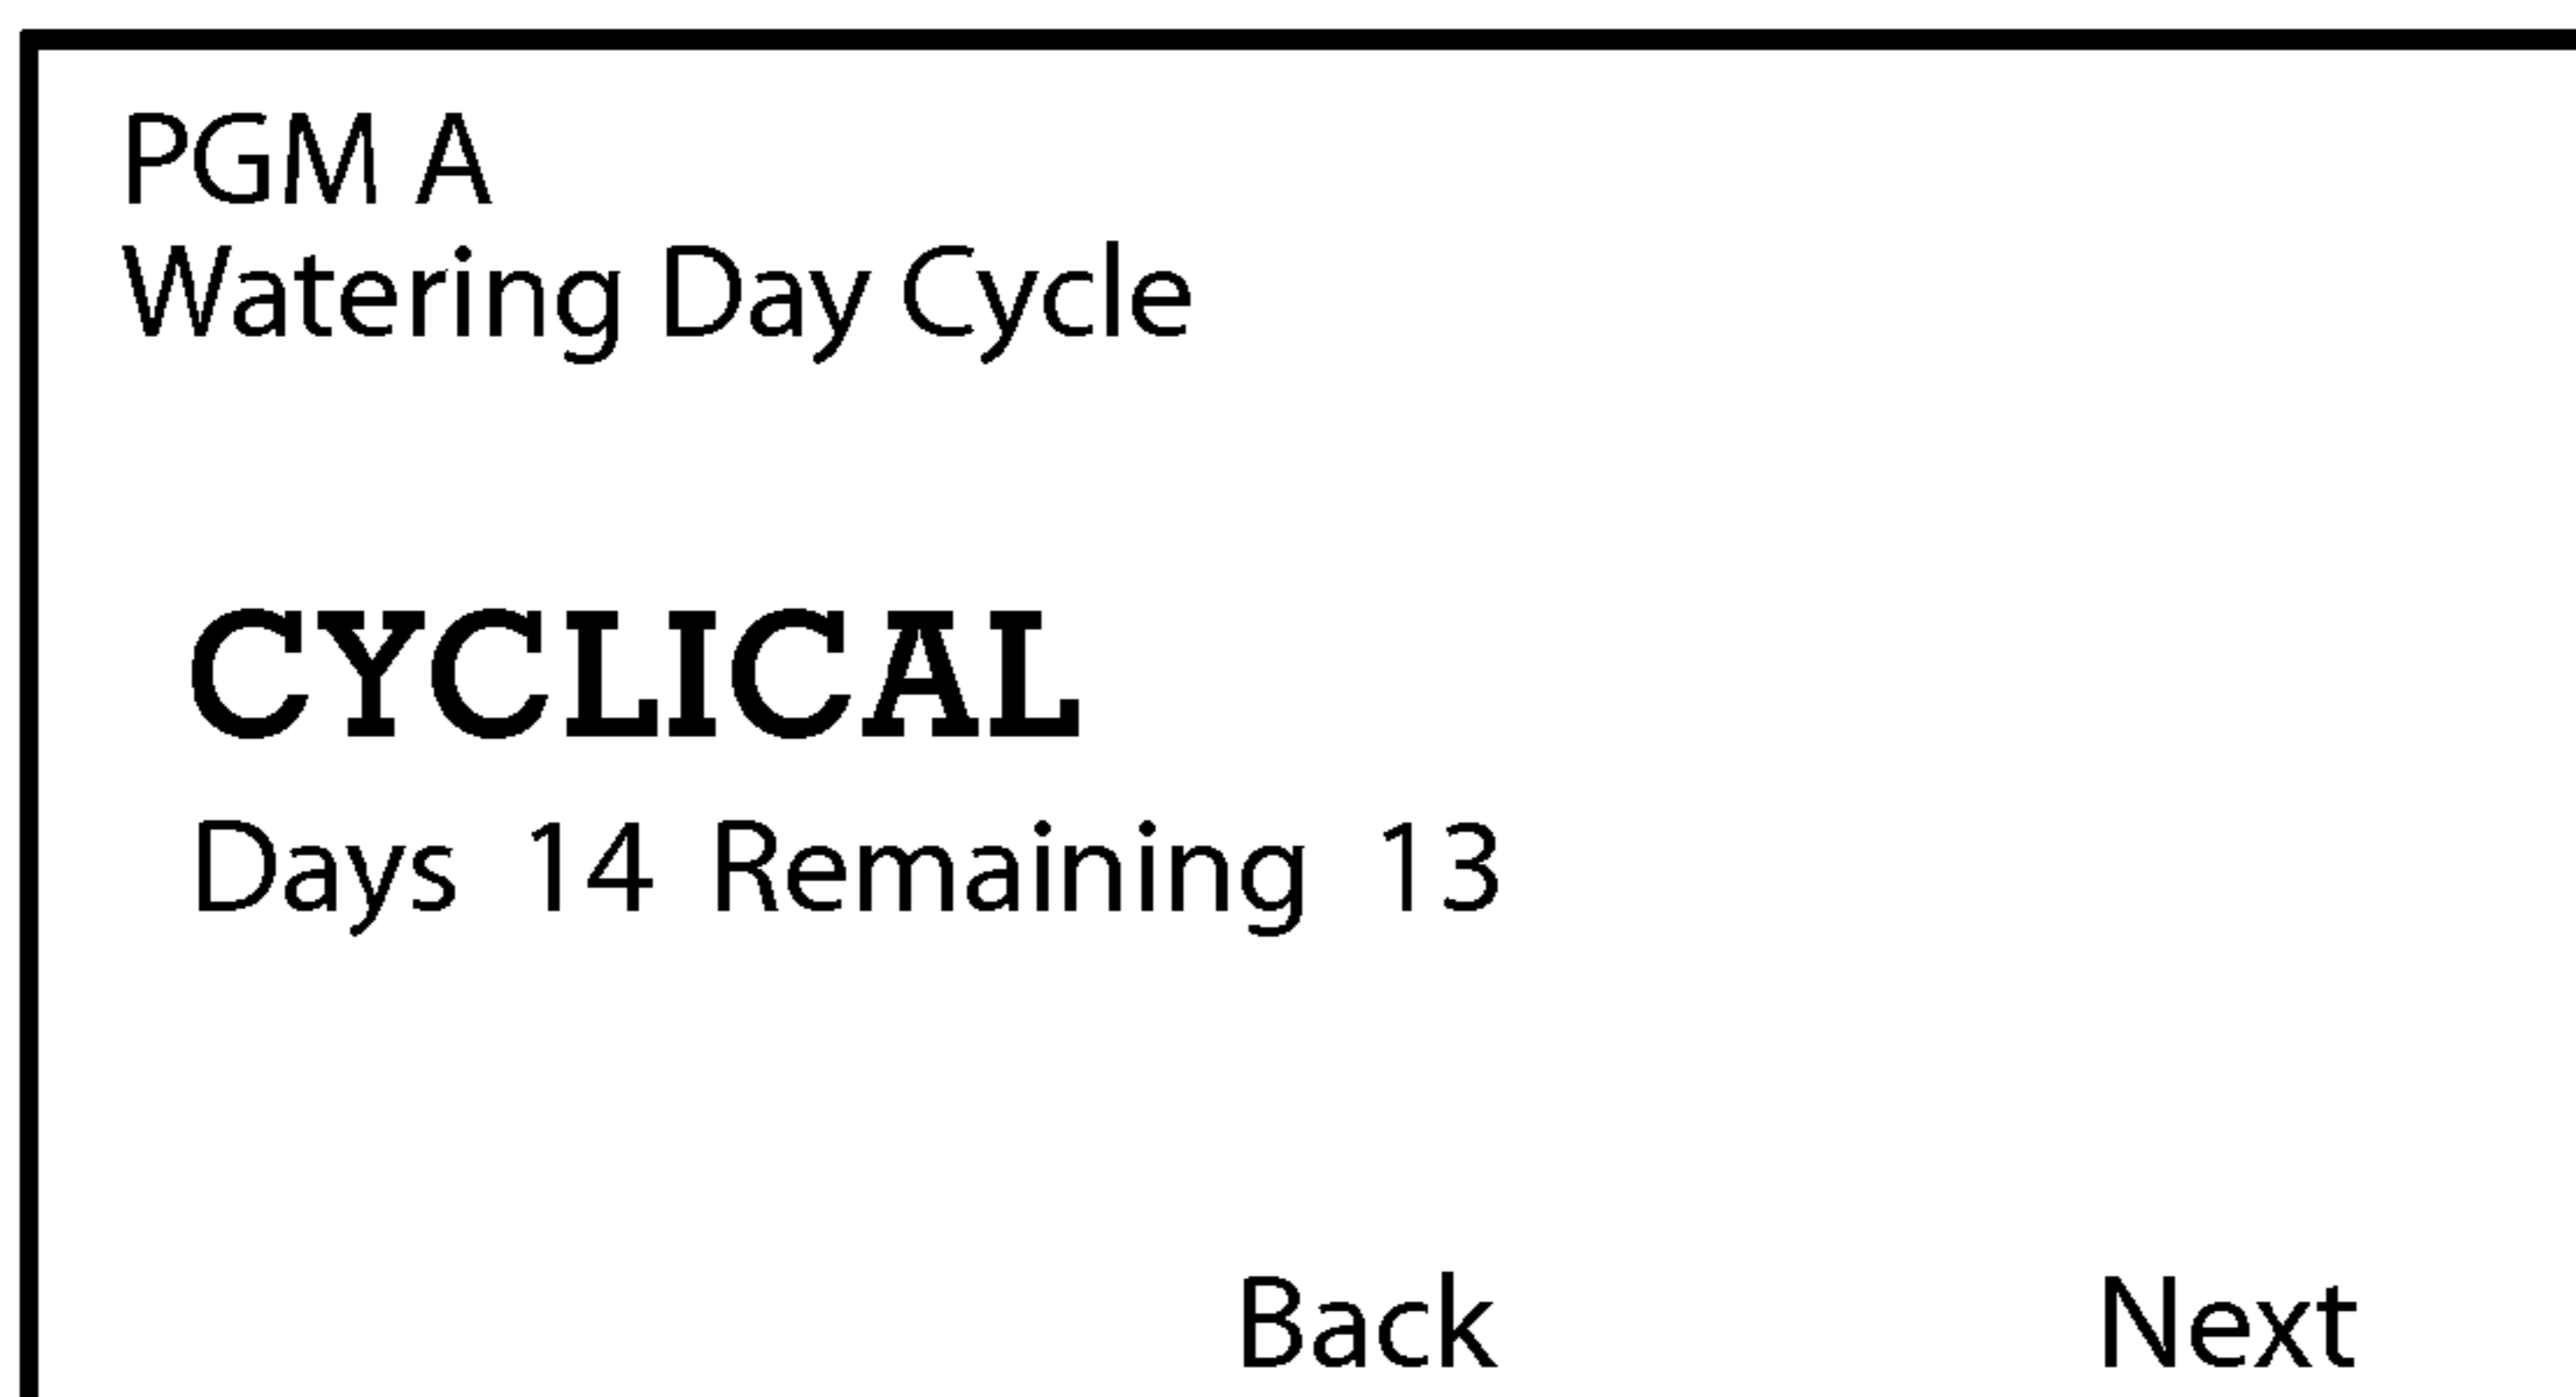 PGM A
Watering Day Cycle
CYCLICAL
Days 14 Remaining 13
Back Next